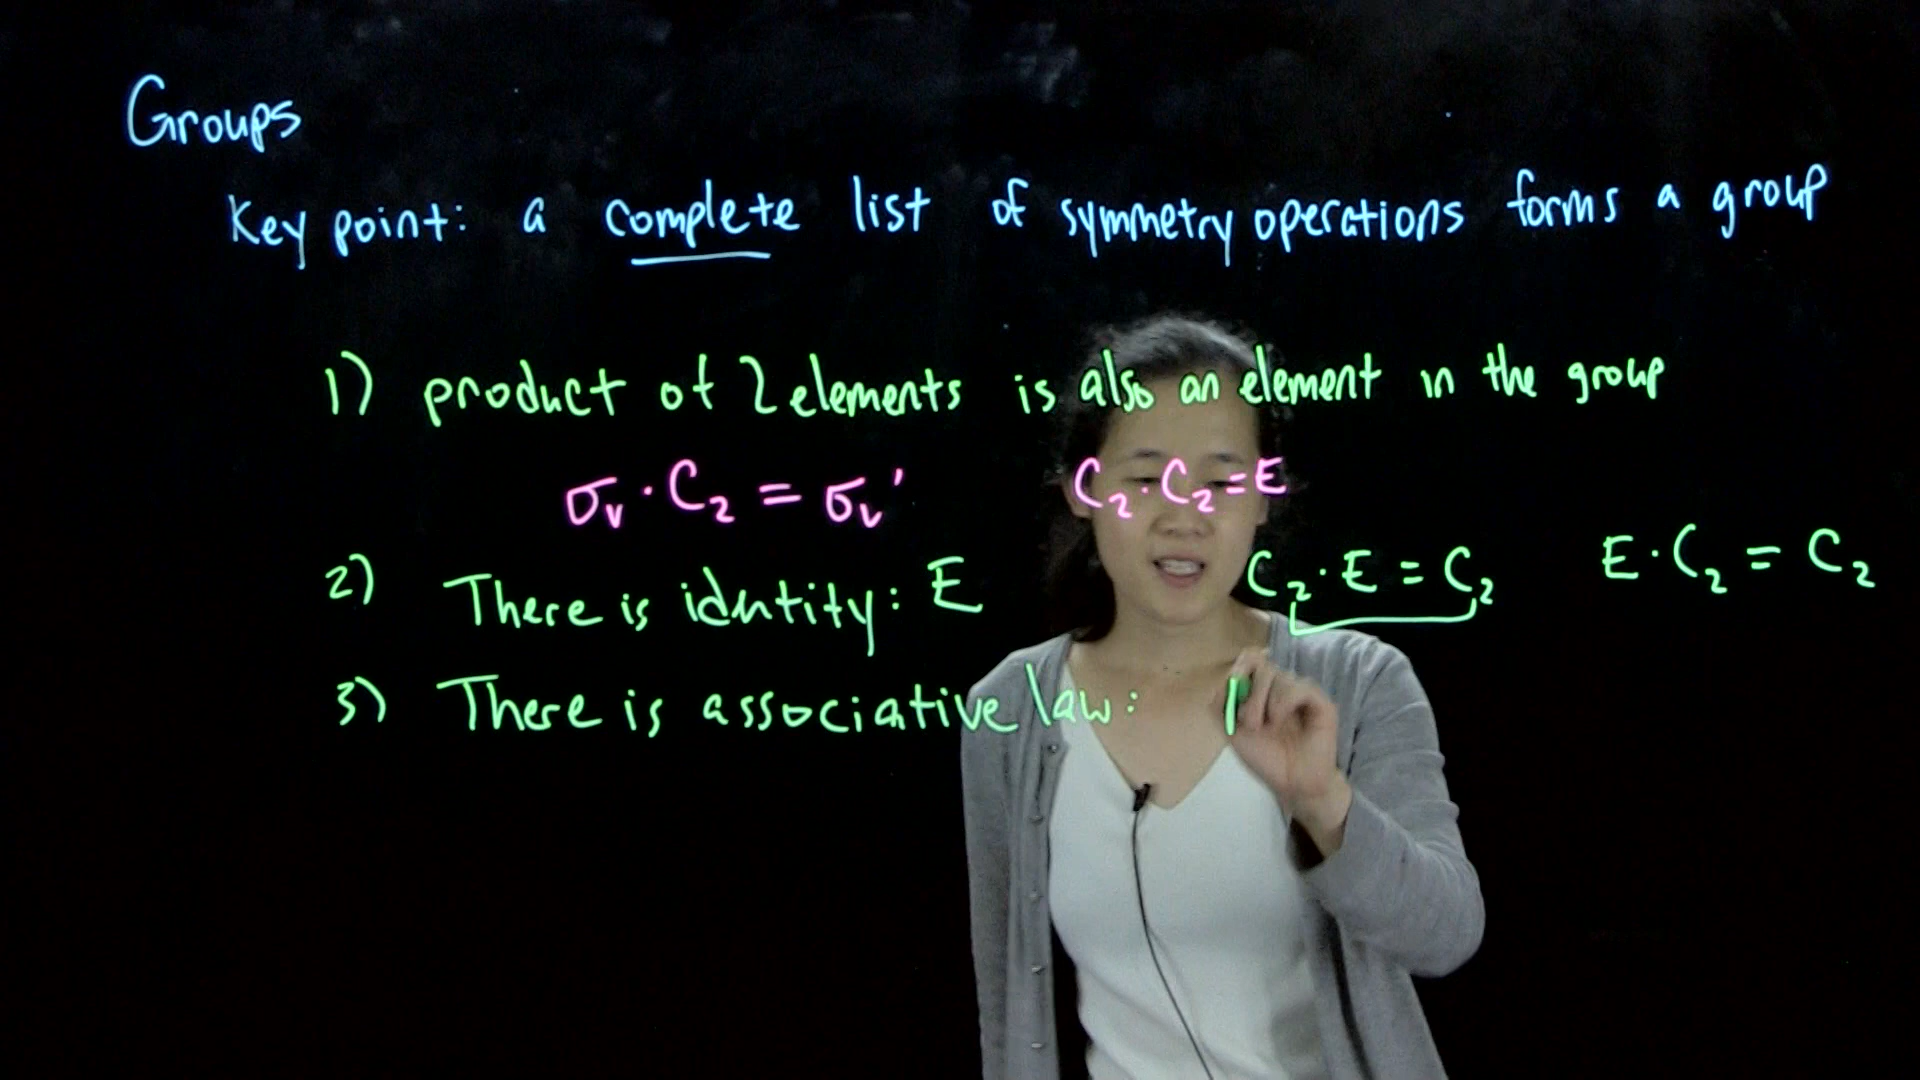 Groups
Key point: a complete list of symmetry operations forms a group
1) product of 2 elements is also an element in the group
σv · C2 = σv' C2 · C2 = E
2) There is identity: E C2 · E = C2 E · C2 = C2
3) There is associative law: